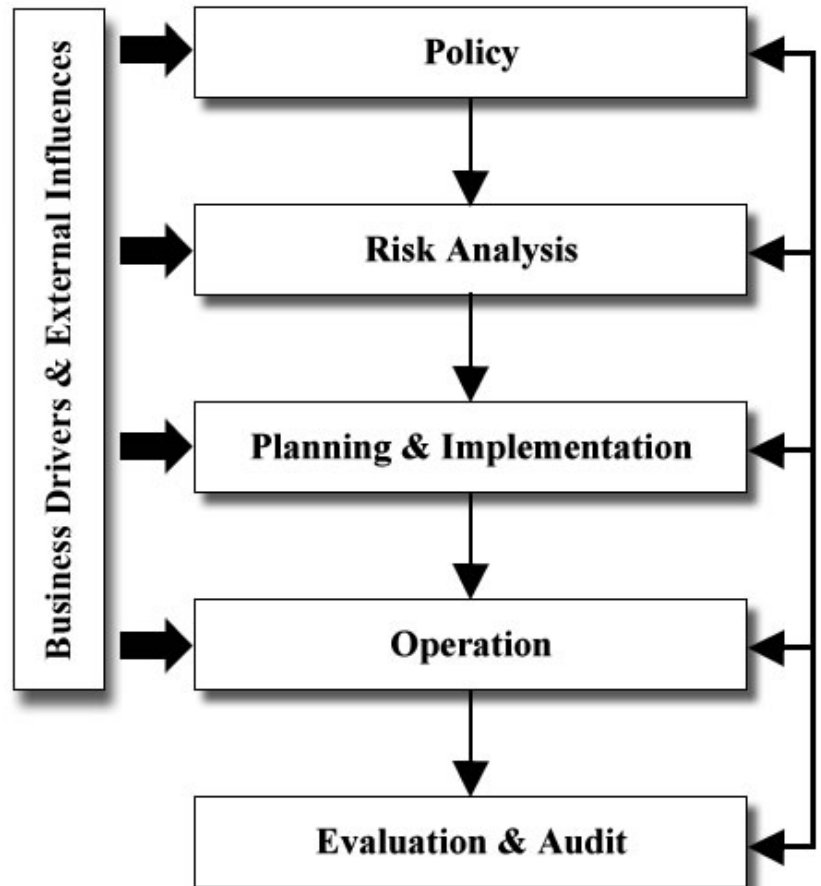 Business Drivers & External Influences
Policy
Risk Analysis
Planning & Implementation
Operation
Evaluation & Audit